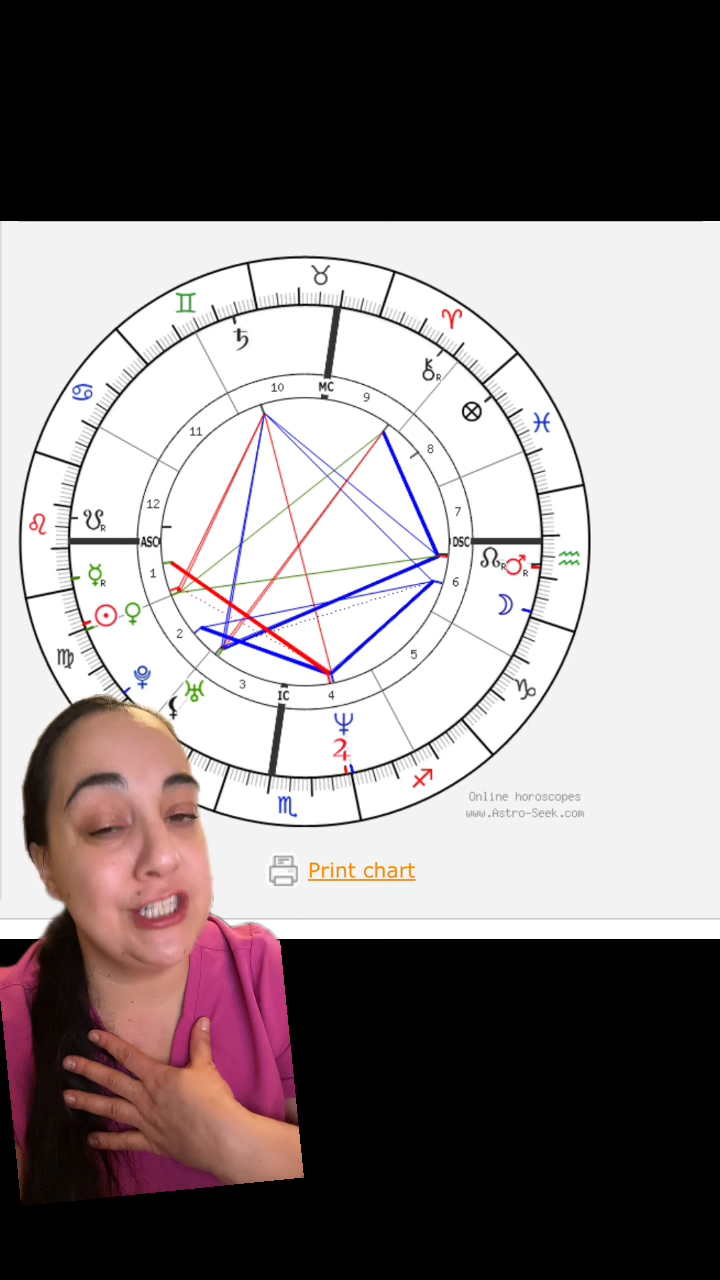 10
MC
9
11
8
12
7
ASC
DSC
1
6
2
5
3
IC
4
R
R
R
R
Online horoscopes
www.Astro-Seek.com
Print chart